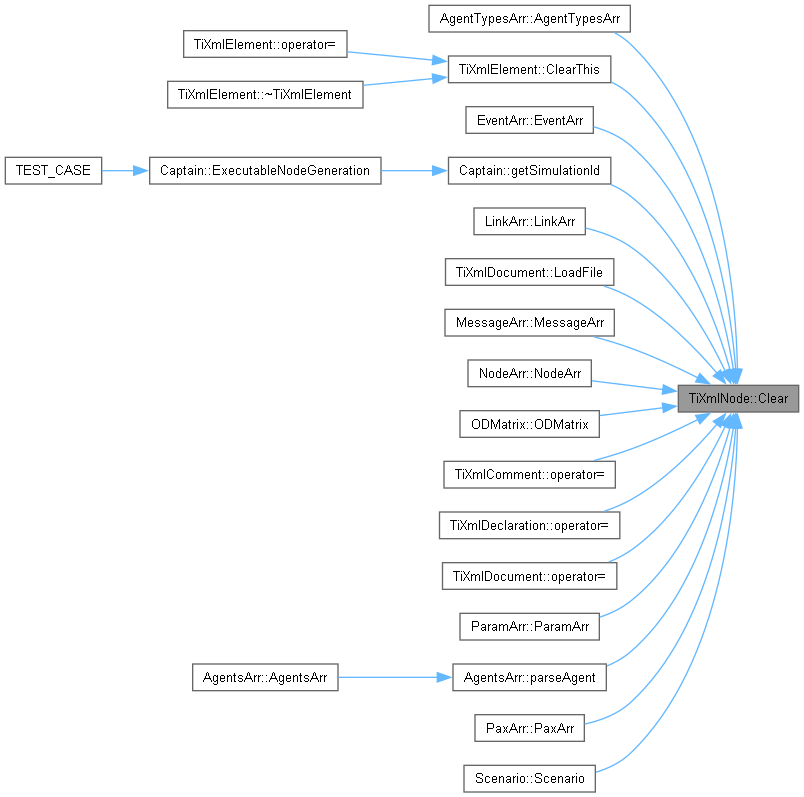 AgentTypesArr::AgentTypesArr
TiXmlElement::operator=
TiXmlElement::ClearThis
TiXmlElement::~TiXmlElement
EventArr::EventArr
TEST_CASE
Captain::ExecutableNodeGeneration
Captain::getSimulationId
LinkArr::LinkArr
TiXmlDocument::LoadFile
MessageArr::MessageArr
NodeArr::NodeArr
TiXmlNode::Clear
ODMatrix::ODMatrix
TiXmlComment::operator=
TiXmlDeclaration::operator=
TiXmlDocument::operator=
ParamArr::ParamArr
AgentsArr::AgentsArr
AgentsArr::parseAgent
PaxArr::PaxArr
Scenario::Scenario